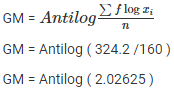 GM = Antilog ∑ f log xᵢ / n
GM = Antilog ( 324.2 /160 )
GM = Antilog ( 2.02625 )